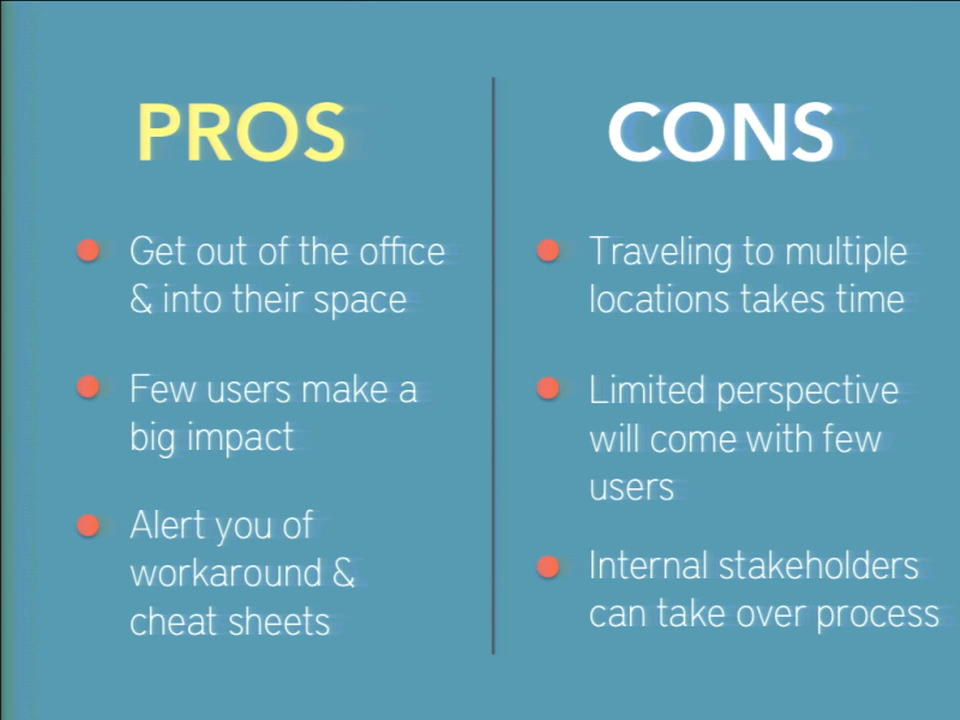 PROS
Get out of the office
& into their space
Few users make a
big impact
Alert you of
workaround &
cheat sheets
CONS
Traveling to multiple
locations takes time
Limited perspective
will come with few
users
Internal stakeholders
can take over process